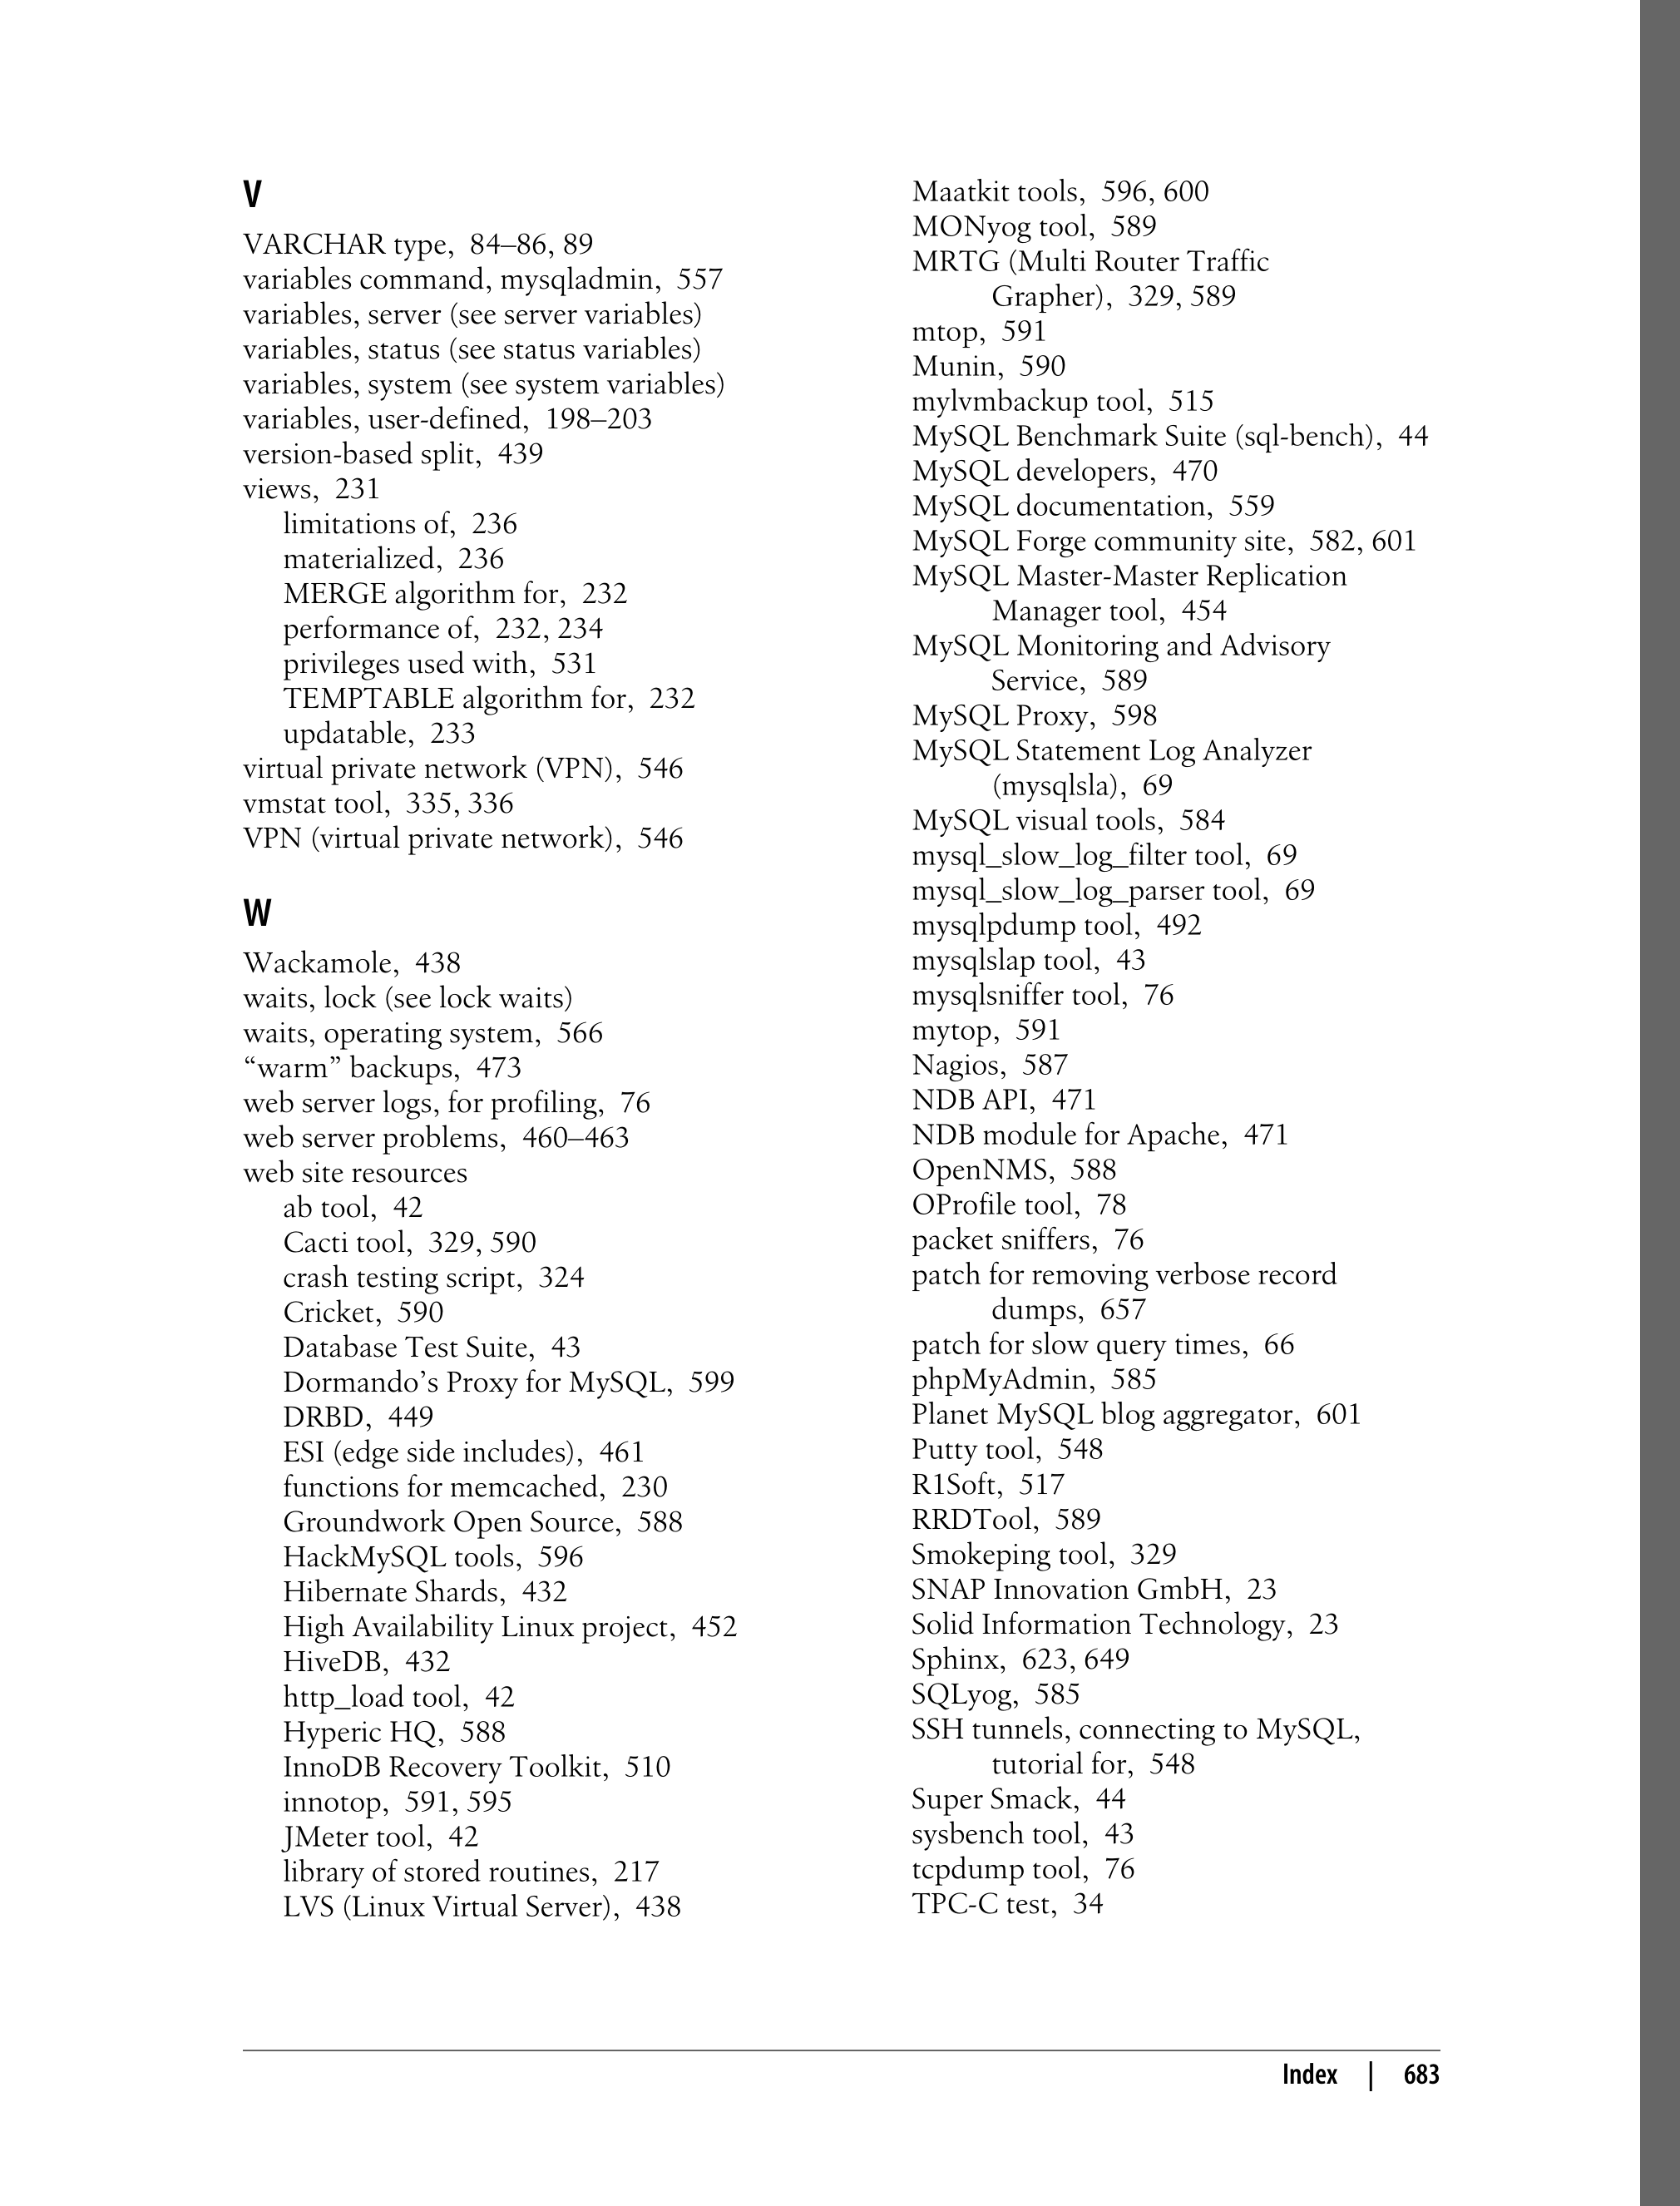 V
VARCHAR type, 84–86, 89
variables command, mysqladmin, 557
variables, server (see server variables)
variables, status (see status variables)
variables, system (see system variables)
variables, user-defined, 198–203
version-based split, 439
views, 231
limitations of, 236
materialized, 236
MERGE algorithm for, 232
performance of, 232, 234
privileges used with, 531
TEMPTABLE algorithm for, 232
updatable, 233
virtual private network (VPN), 546
vmstat tool, 335, 336
VPN (virtual private network), 546
W
Wackamole, 438
waits, lock (see lock waits)
waits, operating system, 566
“warm” backups, 473
web server logs, for profiling, 76
web server problems, 460–463
web site resources
ab tool, 42
Cacti tool, 329, 590
crash testing script, 324
Cricket, 590
Database Test Suite, 43
Dormando’s Proxy for MySQL, 599
DRBD, 449
ESI (edge side includes), 461
functions for memcached, 230
Groundwork Open Source, 588
HackMySQL tools, 596
Hibernate Shards, 432
High Availability Linux project, 452
HiveDB, 432
http_load tool, 42
Hyperic HQ, 588
InnoDB Recovery Toolkit, 510
innotop, 591, 595
JMeter tool, 42
library of stored routines, 217
LVS (Linux Virtual Server), 438
Maatkit tools, 596, 600
MONyog tool, 589
MRTG (Multi Router Traffic
Grapher), 329, 589
mtop, 591
Munin, 590
mylvmbackup tool, 515
MySQL Benchmark Suite (sql-bench), 44
MySQL developers, 470
MySQL documentation, 559
MySQL Forge community site, 582, 601
MySQL Master-Master Replication
Manager tool, 454
MySQL Monitoring and Advisory
Service, 589
MySQL Proxy, 598
MySQL Statement Log Analyzer
(mysqlsla), 69
MySQL visual tools, 584
mysql_slow_log_filter tool, 69
mysql_slow_log_parser tool, 69
mysqlpdump tool, 492
mysqlslap tool, 43
mysqlsniffer tool, 76
mytop, 591
Nagios, 587
NDB API, 471
NDB module for Apache, 471
OpenNMS, 588
OProfile tool, 78
packet sniffers, 76
patch for removing verbose record
dumps, 657
patch for slow query times, 66
phpMyAdmin, 585
Planet MySQL blog aggregator, 601
Putty tool, 548
R1Soft, 517
RRDTool, 589
Smokeping tool, 329
SNAP Innovation GmbH, 23
Solid Information Technology, 23
Sphinx, 623, 649
SQLyog, 585
SSH tunnels, connecting to MySQL,
tutorial for, 548
Super Smack, 44
sysbench tool, 43
tcpdump tool, 76
TPC-C test, 34
Index | 683